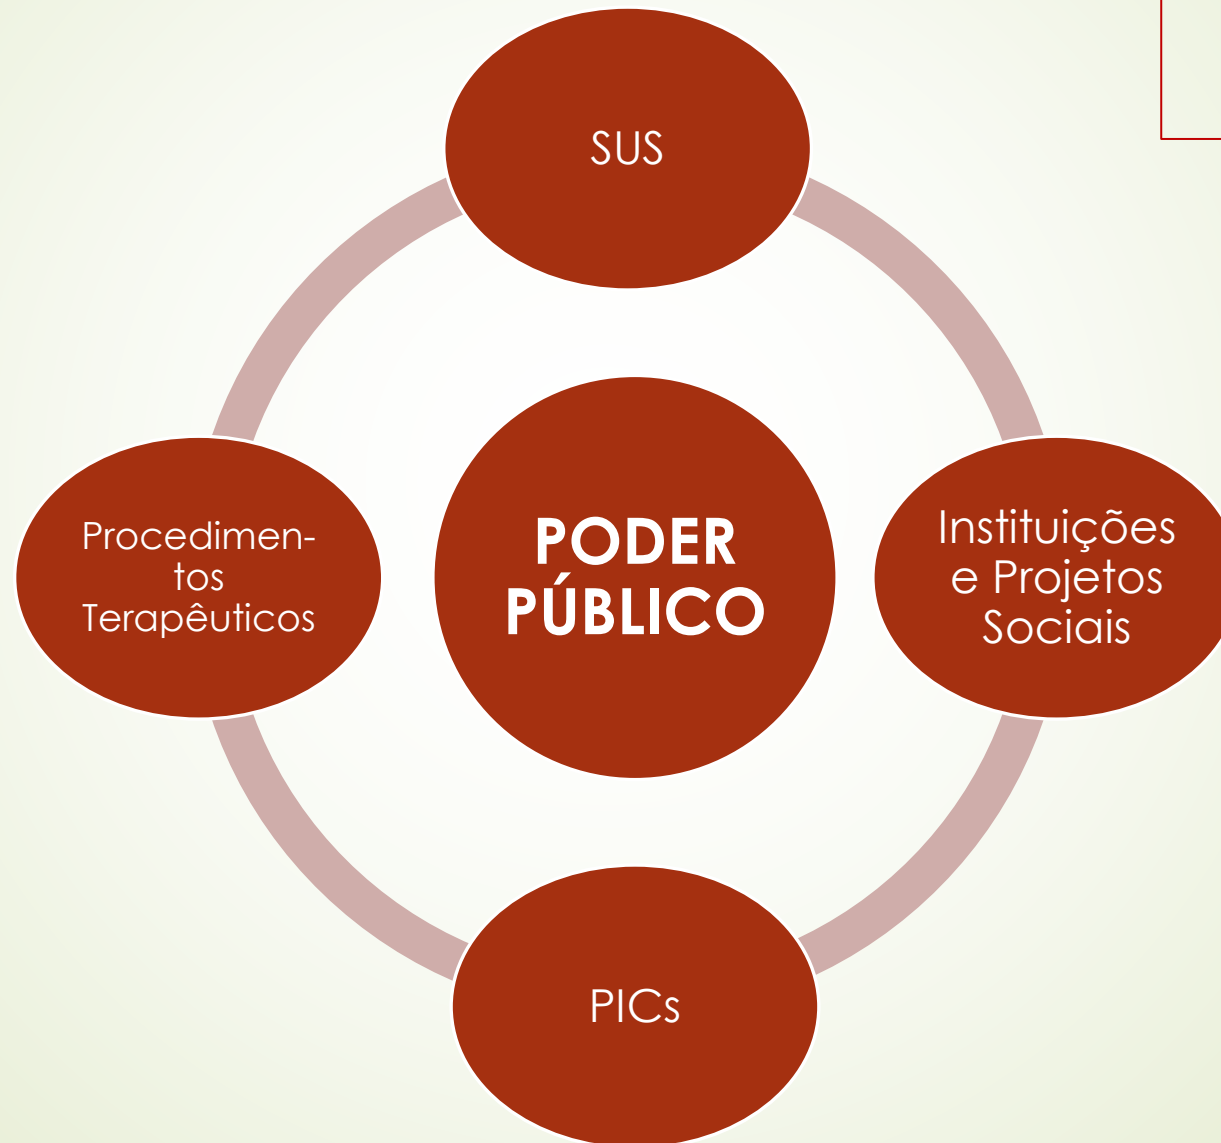 SUS
Procedimen-
tos
Terapêuticos
PODER
PÚBLICO
Instituições
e Projetos
Sociais
PICs